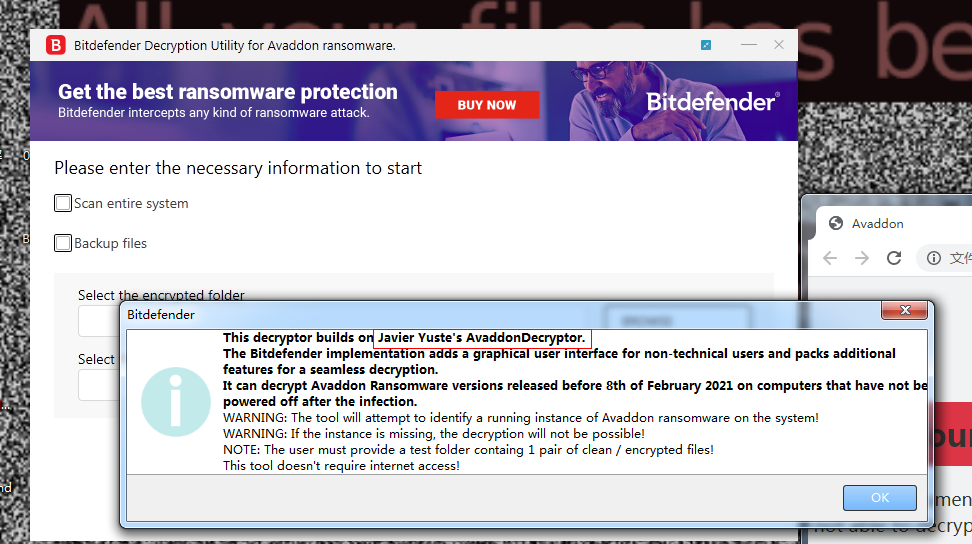 All your files has be
Bitdefender Decryption Utility for Avaddon ransomware.
Get the best ransomware protection
Bitdefender intercepts any kind of ransomware attack.
BUY NOW
Bitdefender®
Please enter the necessary information to start
Scan entire system
Backup files
Select the encrypted folder
BROWSE
Select
Avaddon
文件
Bitdefender
This decryptor builds on Javier Yuste's AvaddonDecryptor.
The Bitdefender implementation adds a graphical user interface for non-technical users and packs additional
features for a seamless decryption.
It can decrypt Avaddon Ransomware versions released before 8th of February 2021 on computers that have not be
powered off after the infection.
WARNING: The tool will attempt to identify a running instance of Avaddon ransomware on the system!
WARNING: If the instance is missing, the decryption will not be possible!
NOTE: The user must provide a test folder containg 1 pair of clean / encrypted files!
This tool doesn't require internet access!
OK
our
men
not able to decryp
nd